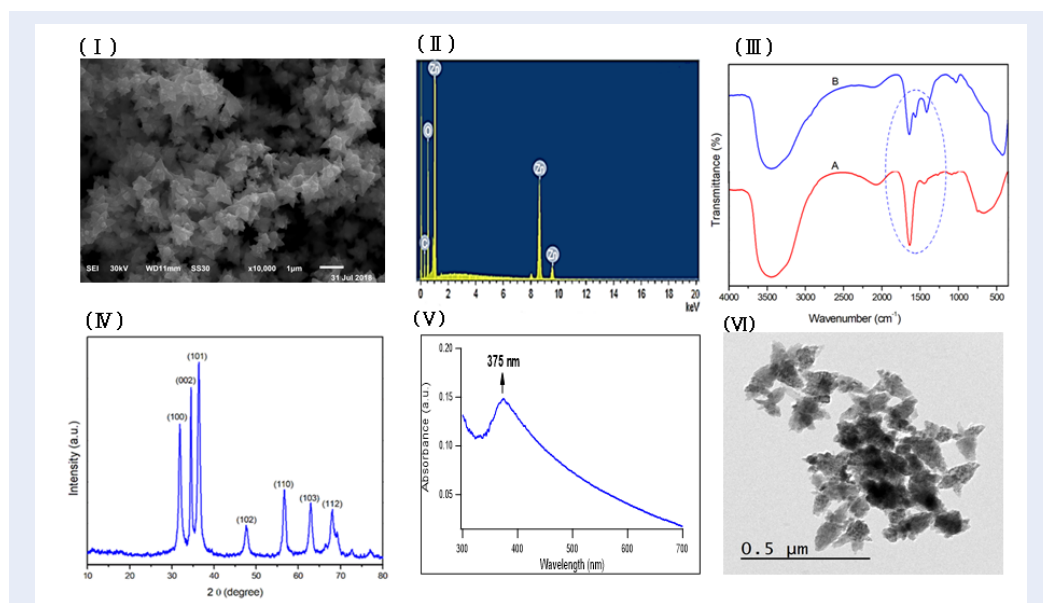 (Ⅰ)
SEI 30kV WD11mm SS30 x10,000 1μm
31 Jul 2018
(Ⅱ)
Zn
O
C
Zn
Zn
0 2 4 6 8 10 12 14 16 18 20
keV
(Ⅲ)
Transmittance (%)
B
A
4000 3500 3000 2500 2000 1500 1000 500
Wavenumber (cm⁻¹)
(Ⅳ)
Intensity (a.u.)
(100)
(002)
(101)
(102)
(110)
(103)
(112)
10 20 30 40 50 60 70 80
2 θ (degree)
(Ⅴ)
Absorbance (a.u.)
0.20
0.15
0.10
0.05
375 nm
300 400 500 600 700
Wavelength (nm)
(Ⅵ)
0.5 μm